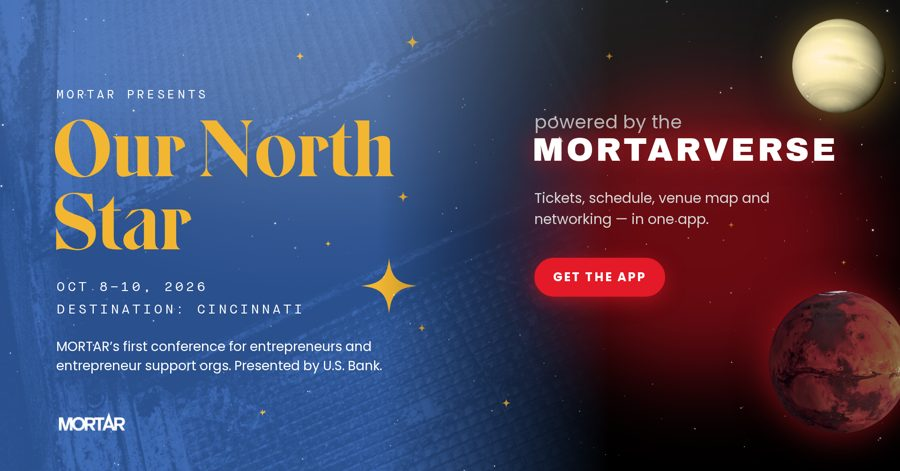 MORTAR PRESENTS
Our North
Star
OCT 8-10, 2026
DESTINATION: CINCINNATI
MORTAR's first conference for entrepreneurs and
entrepreneur support orgs. Presented by U.S. Bank.
MORTAR
powered by the
MORTARVERSE
Tickets, schedule, venue map and
networking — in one app.
GET THE APP